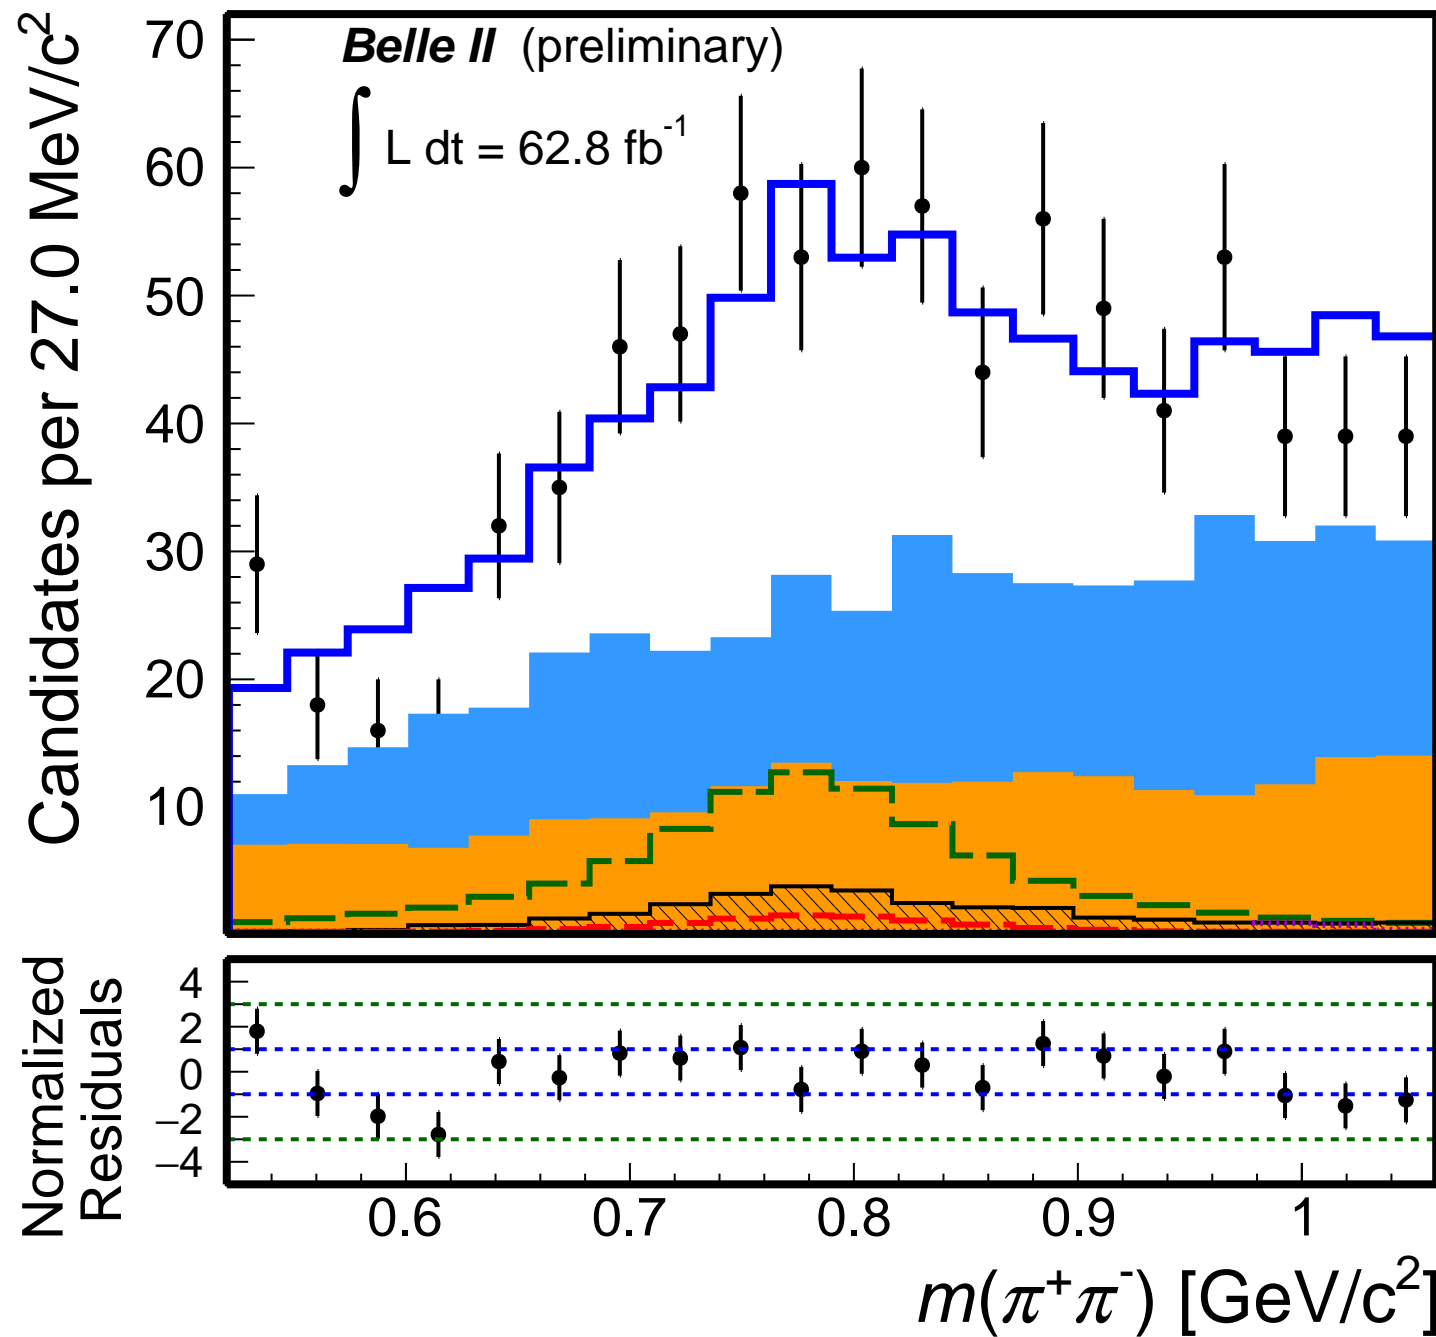 Belle II (preliminary)
∫ L dt = 62.8 fb⁻¹
Candidates per 27.0 MeV/c²
70
60
50
40
30
20
10
Normalized
Residuals
4
2
0
−2
−4
0.6 0.7 0.8 0.9 1
m(π⁺π⁻) [GeV/c²]